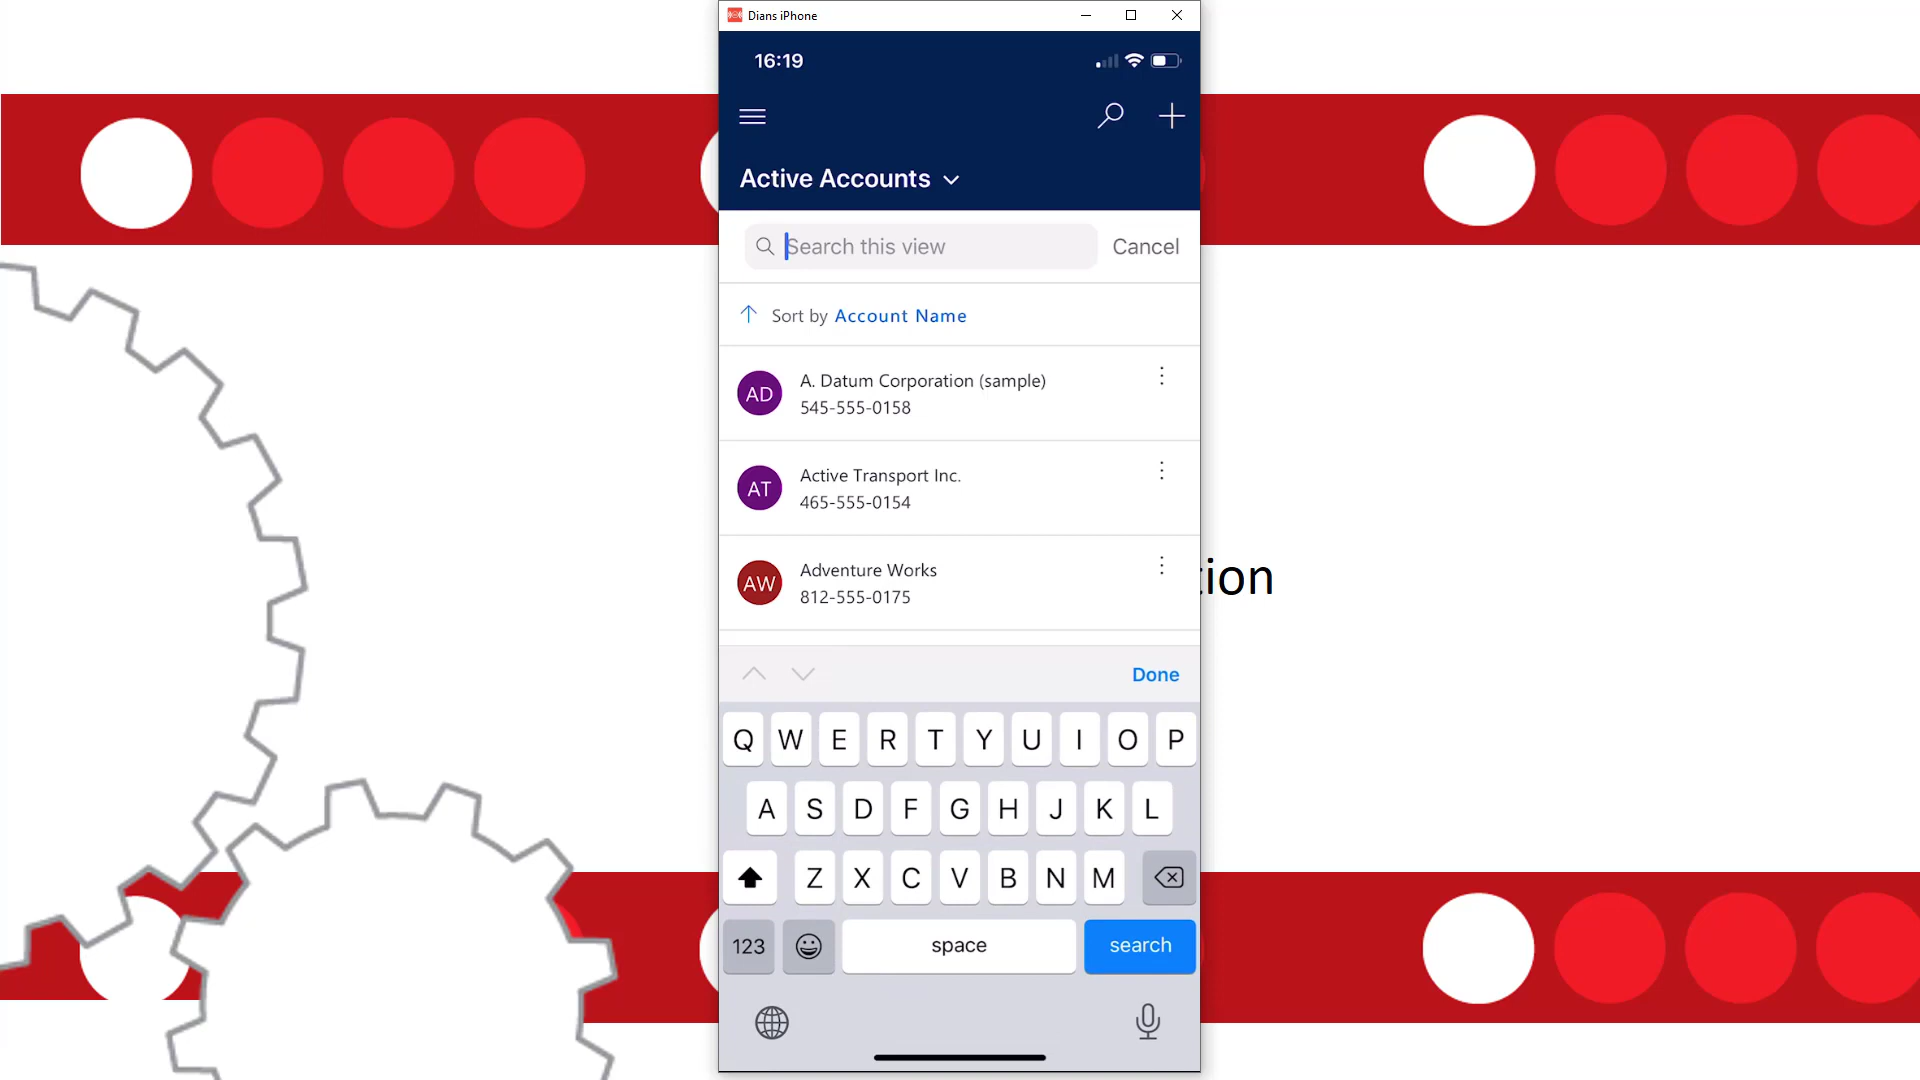 Dians iPhone
16:19
Active Accounts
Search this view
Cancel
Sort by Account Name
AD
A. Datum Corporation (sample)
545-555-0158
AT
Active Transport Inc.
465-555-0154
AW
Adventure Works
812-555-0175
tion
Done
Q W E R T Y U I O P
A S D F G H J K L
Z X C V B N M
123
space
search